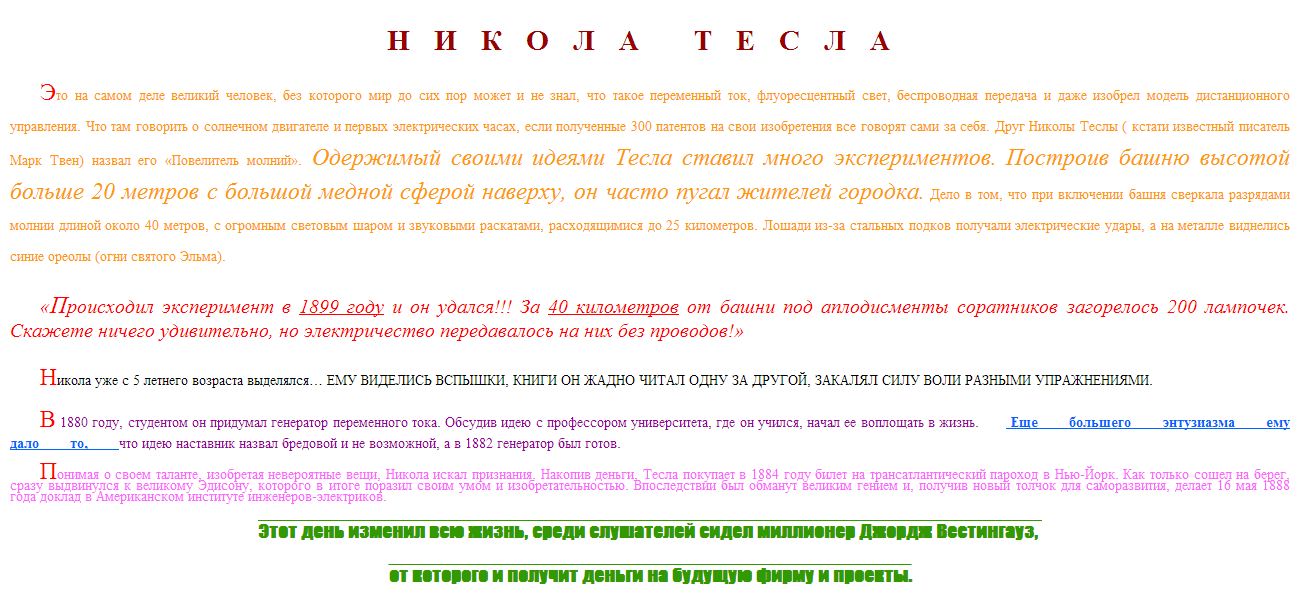 Н И К О Л А Т Е С Л А
Это на самом деле великий человек, без которого мир до сих пор может и не знал, что такое переменный ток, флуоресцентный свет, беспроводная передача и даже изобрел модель дистанционного
управления. Что там говорить о солнечном двигателе и первых электрических часах, если полученные 300 патентов на свои изобретения все говорят сами за себя. Друг Николы Теслы ( кстати известный писатель
Марк Твен) назвал его «Повелитель молний». Одержимый своими идеями Тесла ставил много экспериментов. Построив башню высотой
больше 20 метров с большой медной сферой наверху, он часто пугал жителей городка. Дело в том, что при включении башня сверкала разрядами
молнии длиной около 40 метров, с огромным световым шаром и звуковыми раскатами, расходящимися до 25 километров. Лошади из-за стальных подков получали электрические удары, а на металле виднелись
синие ореолы (огни святого Эльма).
«Происходил эксперимент в 1899 году и он удался!!! За 40 километров от башни под аплодисменты соратников загорелось 200 лампочек.
Скажете ничего удивительно, но электричество передавалось на них без проводов!»
Никола уже с 5 летнего возраста выделялся… ЕМУ ВИДЕЛИСЬ ВСПЫШКИ, КНИГИ ОН ЖАДНО ЧИТАЛ ОДНУ ЗА ДРУГОЙ, ЗАКАЛЯЛ СИЛУ ВОЛИ РАЗНЫМИ УПРАЖНЕНИЯМИ.
В 1880 году, студентом он придумал генератор переменного тока. Обсудив идею с профессором университета, где он учился, начал ее воплощать в жизнь. Еще большего энтузиазма ему
дало то, что идею наставник назвал бредовой и не возможной, а в 1882 генератор был готов.
Понимая о своем таланте, изобретая невероятные вещи, Никола искал признания. Накопив деньги, Тесла покупает в 1884 году билет на трансатлантический пароход в Нью-Йорк. Как только сошел на берег,
сразу выдвинулся к великому Эдисону, которого в итоге поразил своим умом и изобретательностью. Впоследствии был обманут великим гением и, получив новый толчок для саморазвития, делает 16 мая 1888
года доклад в Американском институте инженеров-электриков.
Этот день изменил всю жизнь, среди слушателей сидел миллионер Джордж Вестингауз,
от которого и получит деньги на будущую фирму и проекты.